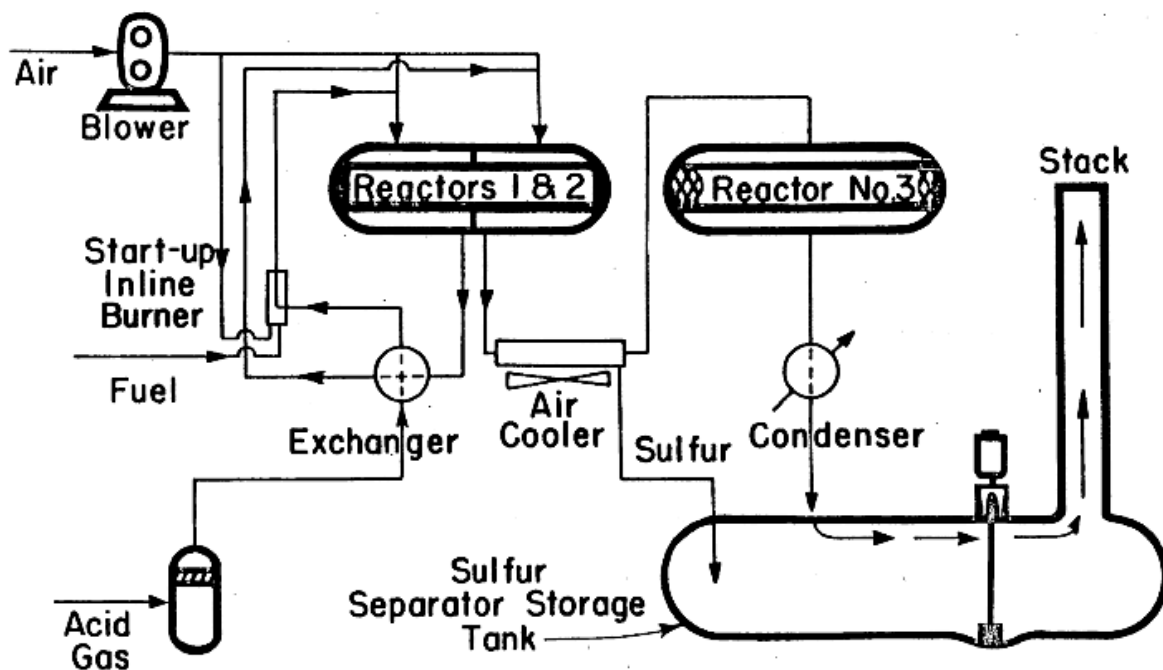 Air
Blower
Reactors 1 & 2
Reactor No.3
Stack
Start-up
Inline
Burner
Fuel
Exchanger
Air
Cooler
Sulfur
Condenser
Acid
Gas
Sulfur
Separator Storage
Tank